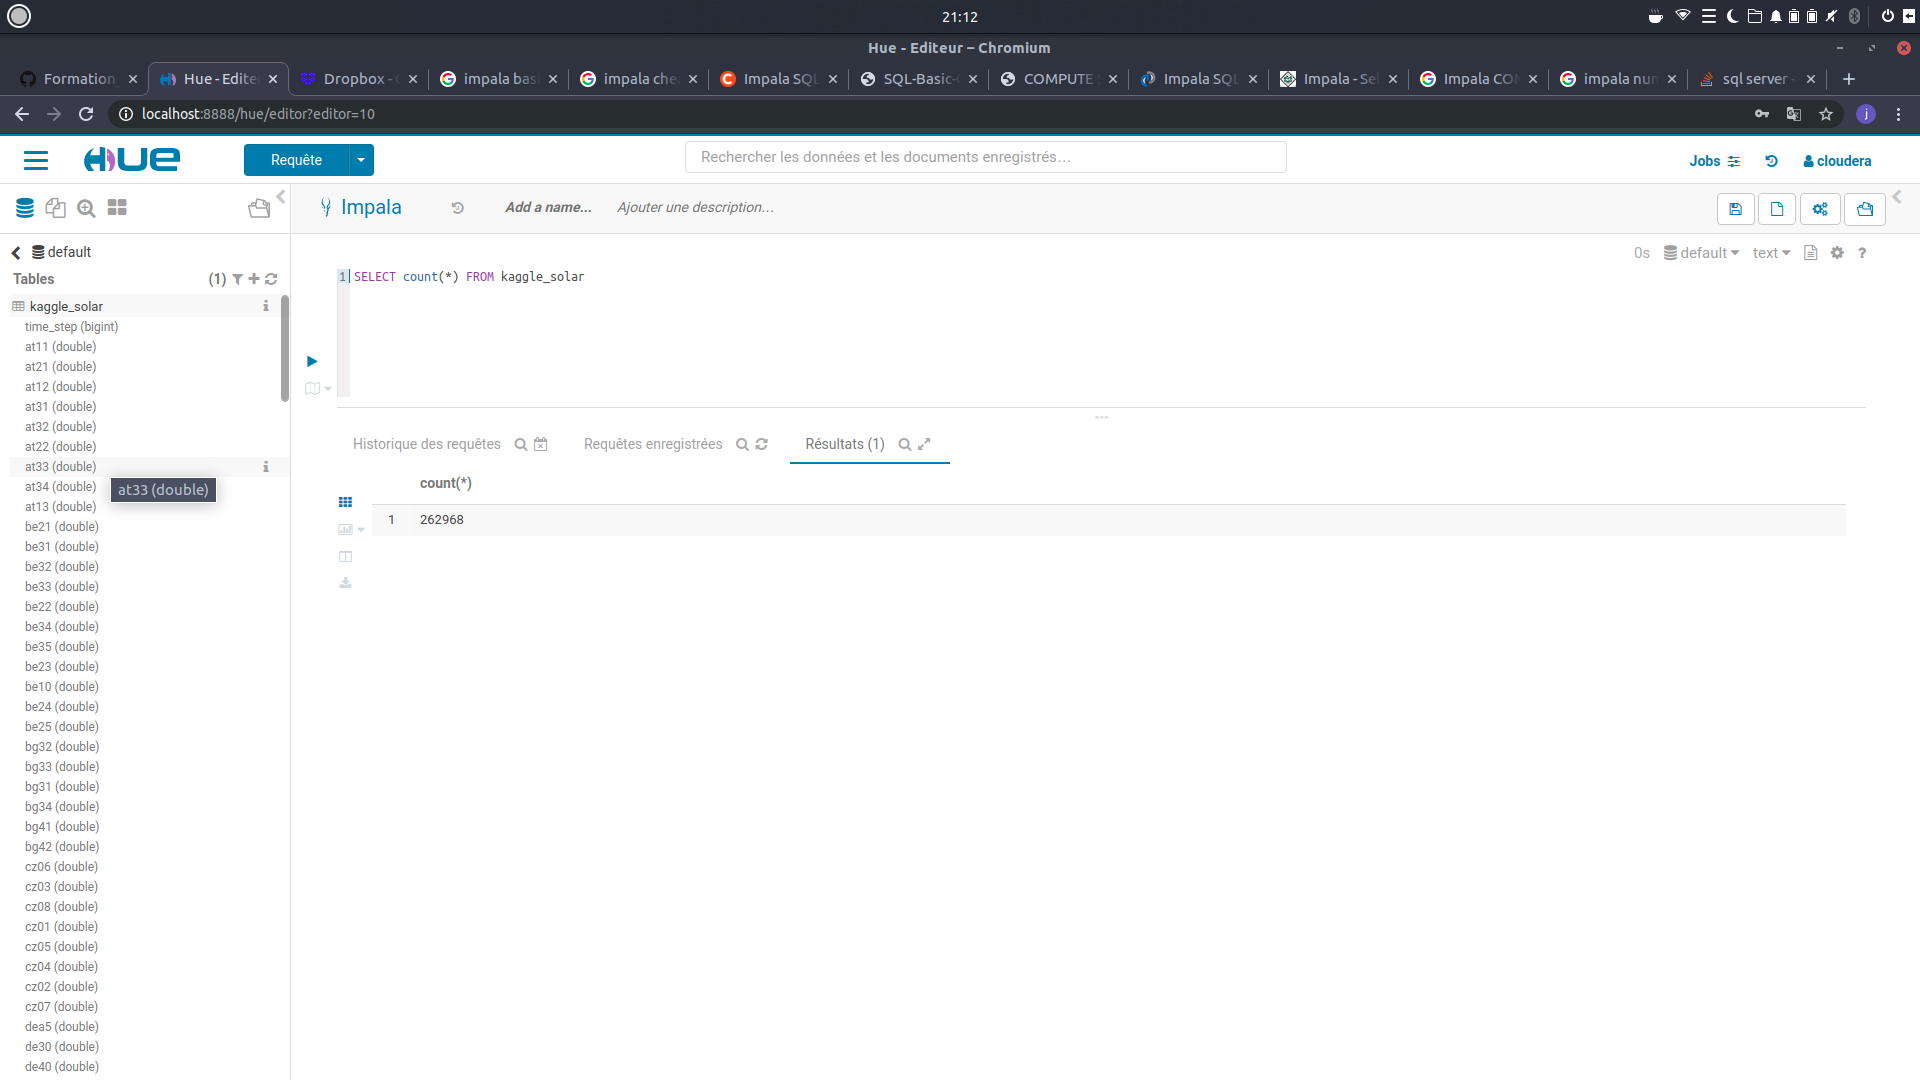 21:12
Hue - Editeur – Chromium
Formation_
Hue - Edite
Dropbox -
impala bas
impala che
Impala SQL
SQL-Basic-
COMPUTE
Impala SQL
Impala - Se
Impala CO
impala num
sql server -
localhost:8888/hue/editor?editor=10
j
HUE
Requête
Rechercher les données et les documents enregistrés…
Jobs
cloudera
Impala
Add a name...
Ajouter une description...
default
0s
default
text
?
Tables
(1)
1 SELECT count(*) FROM kaggle_solar
kaggle_solar
time_step (bigint)
at11 (double)
at21 (double)
at12 (double)
at31 (double)
at32 (double)
at22 (double)
at33 (double)
at34 (double)
at33 (double)
at13 (double)
be21 (double)
be31 (double)
be32 (double)
be33 (double)
be22 (double)
be34 (double)
be35 (double)
be23 (double)
be10 (double)
be24 (double)
be25 (double)
bg32 (double)
bg33 (double)
bg31 (double)
bg34 (double)
bg41 (double)
bg42 (double)
cz06 (double)
cz03 (double)
cz08 (double)
cz01 (double)
cz05 (double)
cz04 (double)
cz02 (double)
cz07 (double)
dea5 (double)
de30 (double)
de40 (double)
Historique des requêtes
Requêtes enregistrées
Résultats (1)
count(*)
1 262968